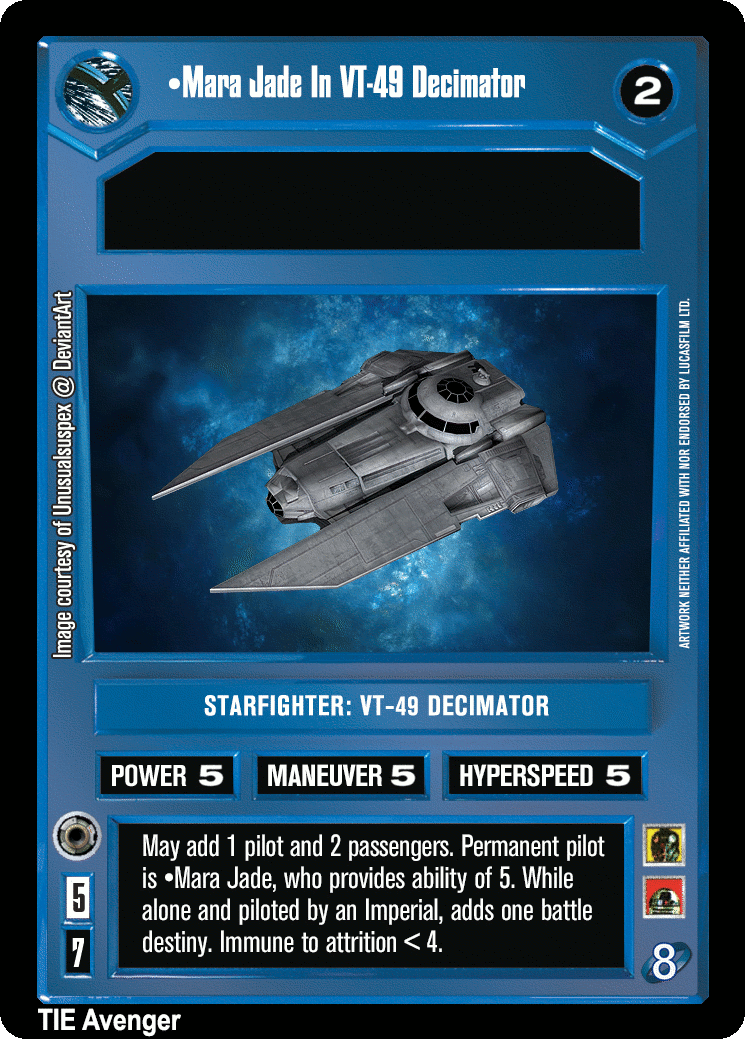 •Mara Jade In VT-49 Decimator
2
Image courtesy of Unusualsuspex @ DeviantArt
ARTWORK NEITHER AFFILIATED WITH NOR ENDORSED BY LUCASFILM LTD.
STARFIGHTER: VT-49 DECIMATOR
POWER 5 MANEUVER 5 HYPERSPEED 5
May add 1 pilot and 2 passengers. Permanent pilot
is •Mara Jade, who provides ability of 5. While
alone and piloted by an Imperial, adds one battle
destiny. Immune to attrition < 4.
5
7
8
TIE Avenger